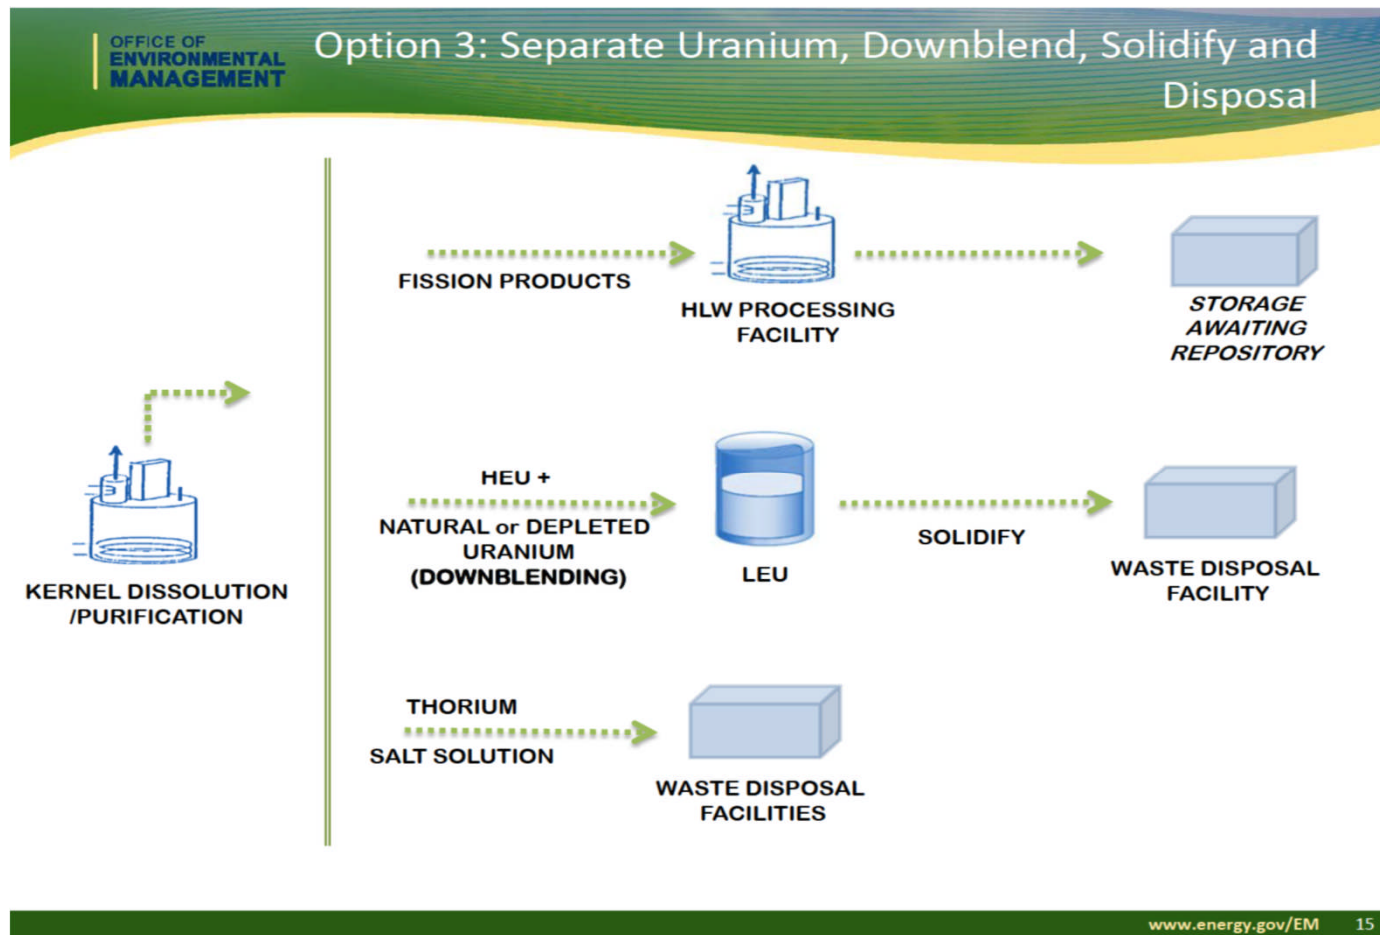 OFFICE OF
ENVIRONMENTAL
MANAGEMENT
Option 3: Separate Uranium, Downblend, Solidify and
Disposal
FISSION PRODUCTS
HLW PROCESSING
FACILITY
STORAGE
AWAITING
REPOSITORY
KERNEL DISSOLUTION
/PURIFICATION
HEU +
NATURAL or DEPLETED
URANIUM
(DOWNBLENDING)
LEU
SOLIDIFY
WASTE DISPOSAL
FACILITY
THORIUM
SALT SOLUTION
WASTE DISPOSAL
FACILITIES
www.energy.gov/EM 15